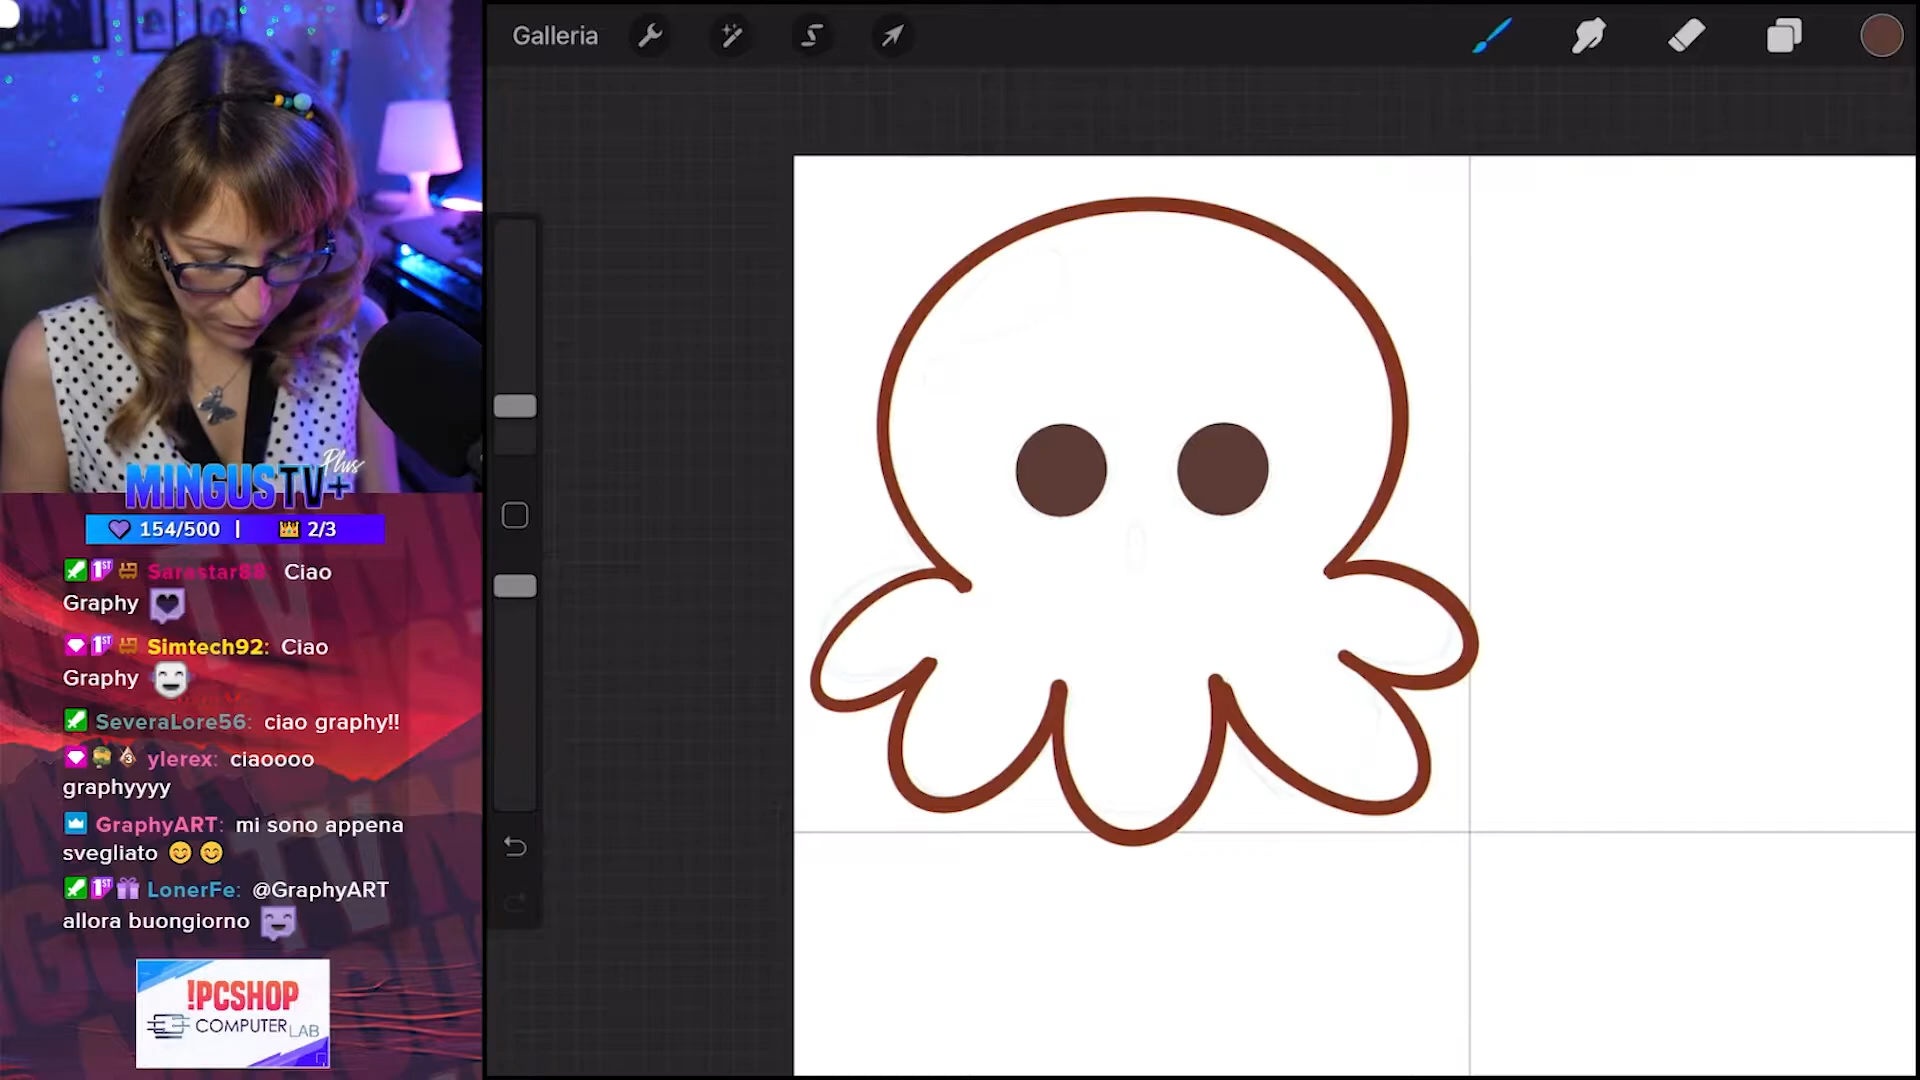 Galleria
MINGUSTV+ Plus
154/500 | 2/3
Sarastar88: Ciao
Graphy
Simtech92: Ciao
Graphy
SeveraLore56: ciao graphy!!
ylerex: ciaoooo
graphyyyy
GraphyART: mi sono appena
svegliato
LonerFe: @GraphyART
allora buongiorno
!PCSHOP
COMPUTER LAB